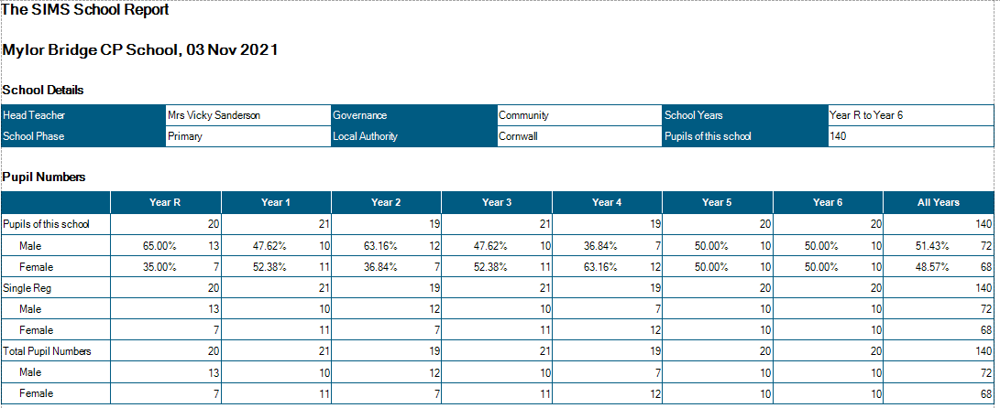 The SIMS School Report
Mylor Bridge CP School, 03 Nov 2021
School Details
Head Teacher Mrs Vicky Sanderson Governance Community School Years Year R to Year 6
School Phase Primary Local Authority Cornwall Pupils of this school 140
Pupil Numbers
Year R Year 1 Year 2 Year 3 Year 4 Year 5 Year 6 All Years
Pupils of this school 20 21 19 21 19 20 20 140
Male 65.00% 13 47.62% 10 63.16% 12 47.62% 10 36.84% 7 50.00% 10 50.00% 10 51.43% 72
Female 35.00% 7 52.38% 11 36.84% 7 52.38% 11 63.16% 12 50.00% 10 50.00% 10 48.57% 68
Single Reg 20 21 19 21 19 20 20 140
Male 13 10 12 10 7 10 10 72
Female 7 11 7 11 12 10 10 68
Total Pupil Numbers 20 21 19 21 19 20 20 140
Male 13 10 12 10 7 10 10 72
Female 7 11 7 11 12 10 10 68